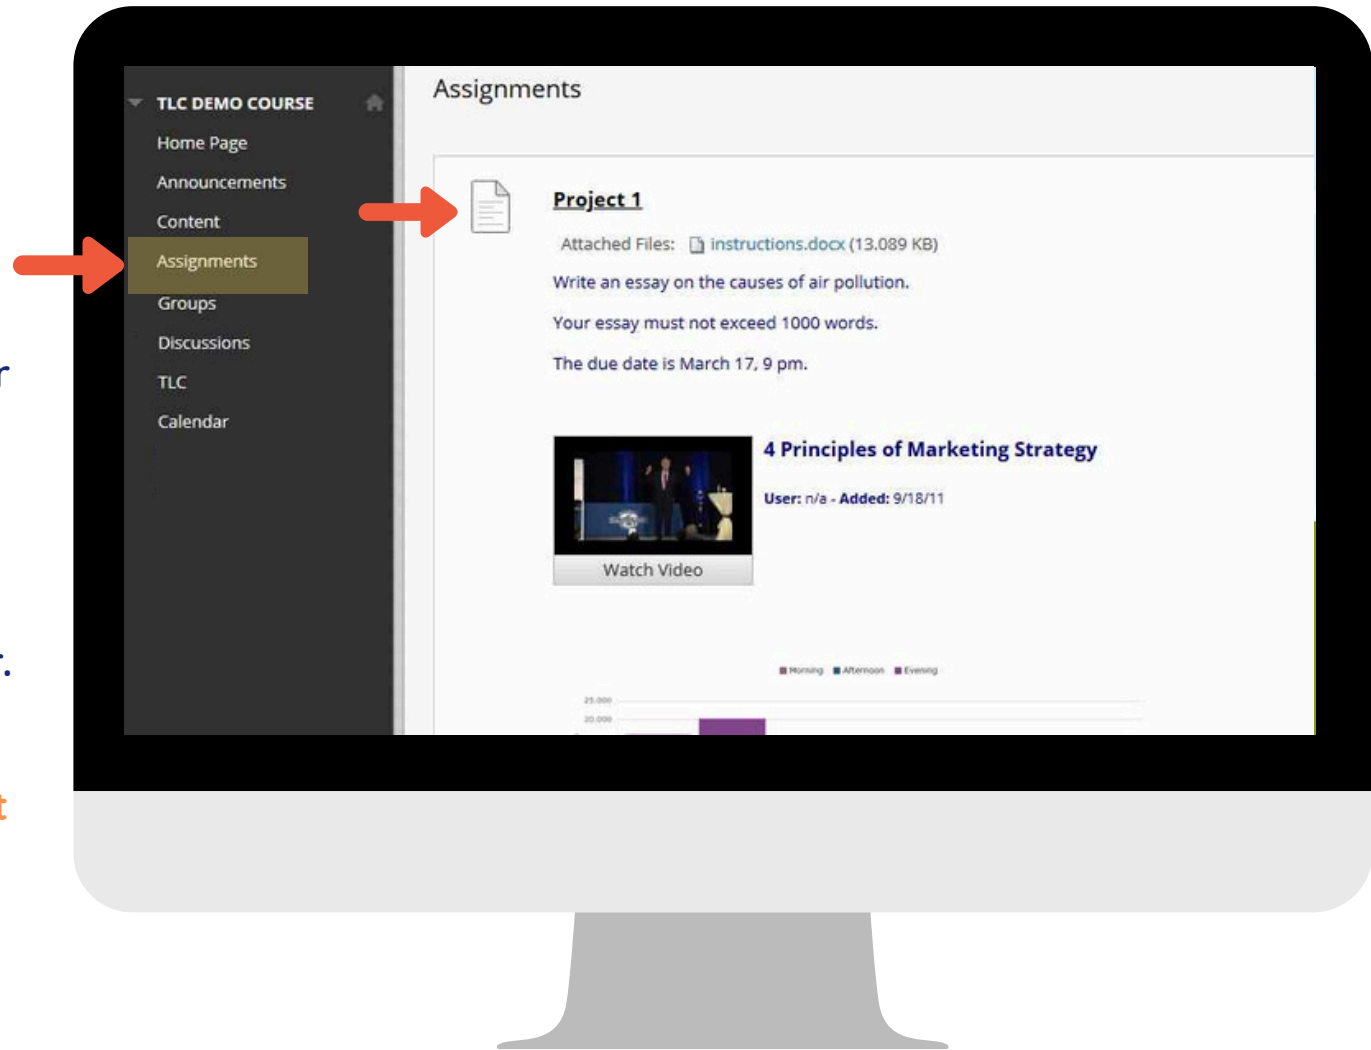 TLC DEMO COURSE
Home Page
Announcements
Content
Assignments
Groups
Discussions
TLC
Calendar
Assignments
Project 1
Attached Files: instructions.docx (13.089 KB)
Write an essay on the causes of air pollution.
Your essay must not exceed 1000 words.
The due date is March 17, 9 pm.
4 Principles of Marketing Strategy
User: n/a - Added: 9/18/11
Watch Video
Morning Afternoon Evening
25.000
20.000